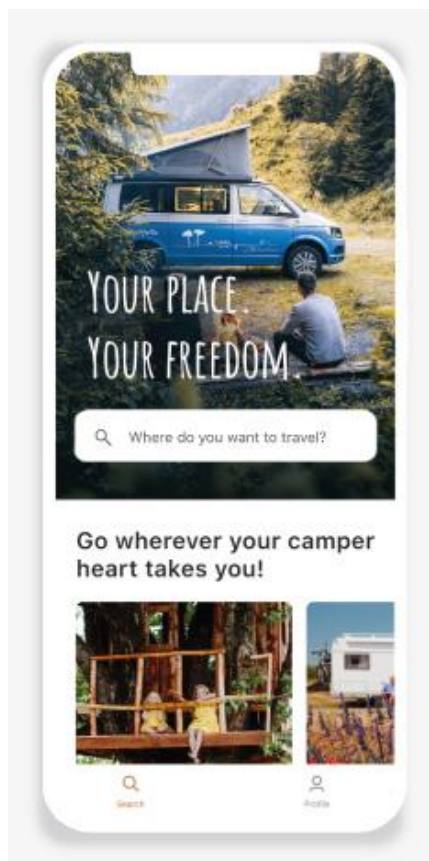 YOUR PLACE.
YOUR FREEDOM.
Where do you want to travel?
Go wherever your camper
heart takes you!
Search
Profile